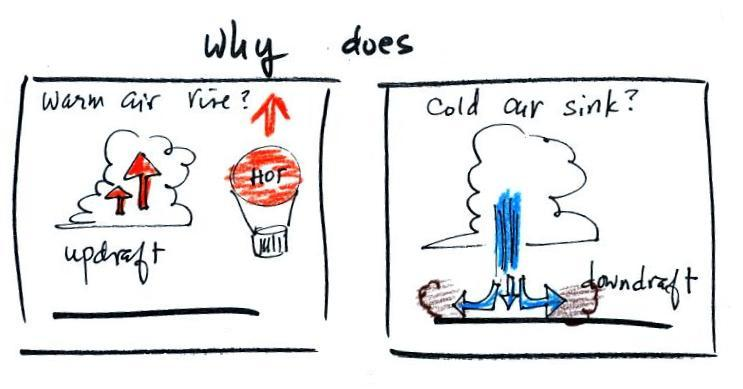 Why does
warm air rise?
HOT
updraft
Cold air sink?
downdraft